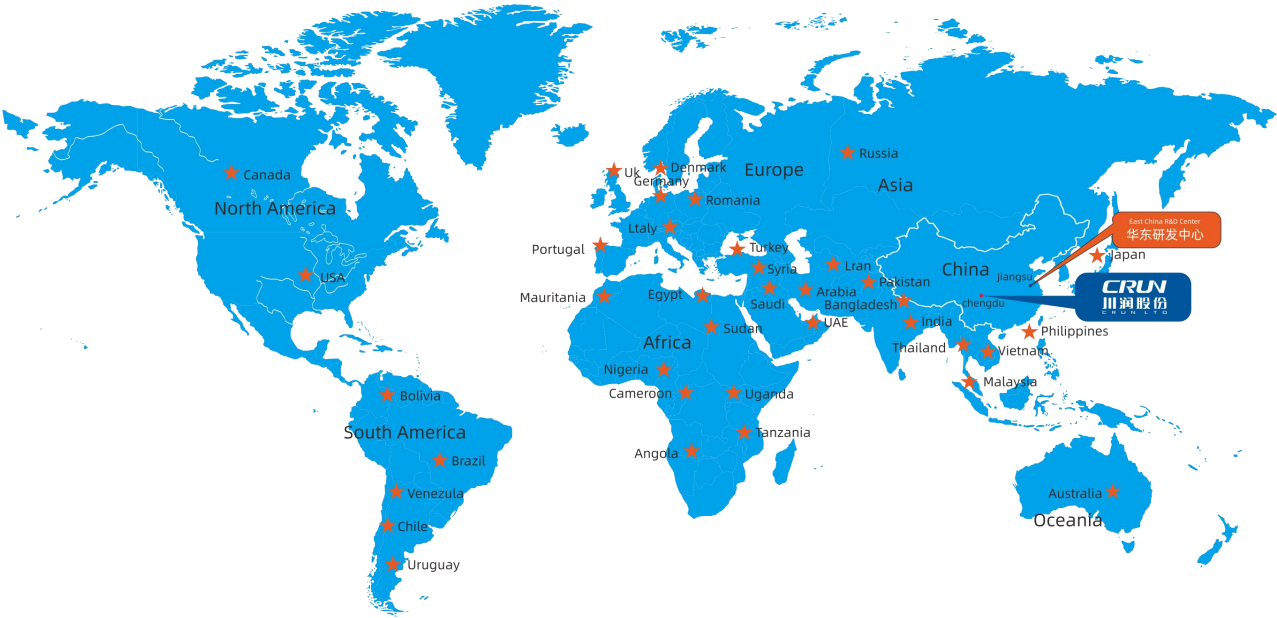 Russia
Uk
Denmark
Europe
Canada
Germany
Asia
Romania
North America
East China R&D Center
华东研发中心
Ltaly
Portugal
Turkey
Japan
Lran
Syria
China
Jiangsu
USA
Pakistan
CRUN
川润股份
CRUN LTD
Mauritania
Egypt
Arabia
Saudi
Bangladesh
chengdu
UAE
India
Sudan
Philippines
Africa
Thailand
Vietnam
Nigeria
Malaysia
Cameroon
Uganda
Bolivia
South America
Tanzania
Angola
Brazil
Venezula
Australia
Oceania
Chile
Uruguay